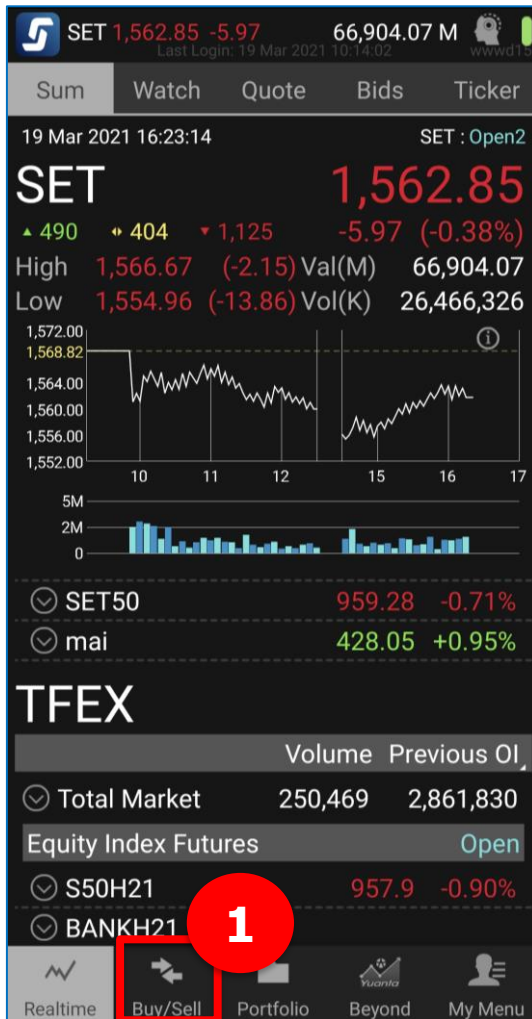 SET 1,562.85 -5.97 66,904.07 M
Last Login: 19 Mar 2021 10:14:02 wwwd15
Sum Watch Quote Bids Ticker
19 Mar 2021 16:23:14 SET : Open2
SET 1,562.85
490 404 1,125 -5.97 (-0.38%)
High 1,566.67 (-2.15) Val(M) 66,904.07
Low 1,554.96 (-13.86) Vol(K) 26,466,326
1,572.00
1,568.82
1,564.00
1,560.00
1,556.00
1,552.00
10 11 12 15 16 17
5M
2M
0
SET50 959.28 -0.71%
mai 428.05 +0.95%
TFEX
Volume Previous OI
Total Market 250,469 2,861,830
Equity Index Futures Open
S50H21 957.9 -0.90%
BANKH21
1
Yuanta
Realtime Buy/Sell Portfolio Beyond My Menu